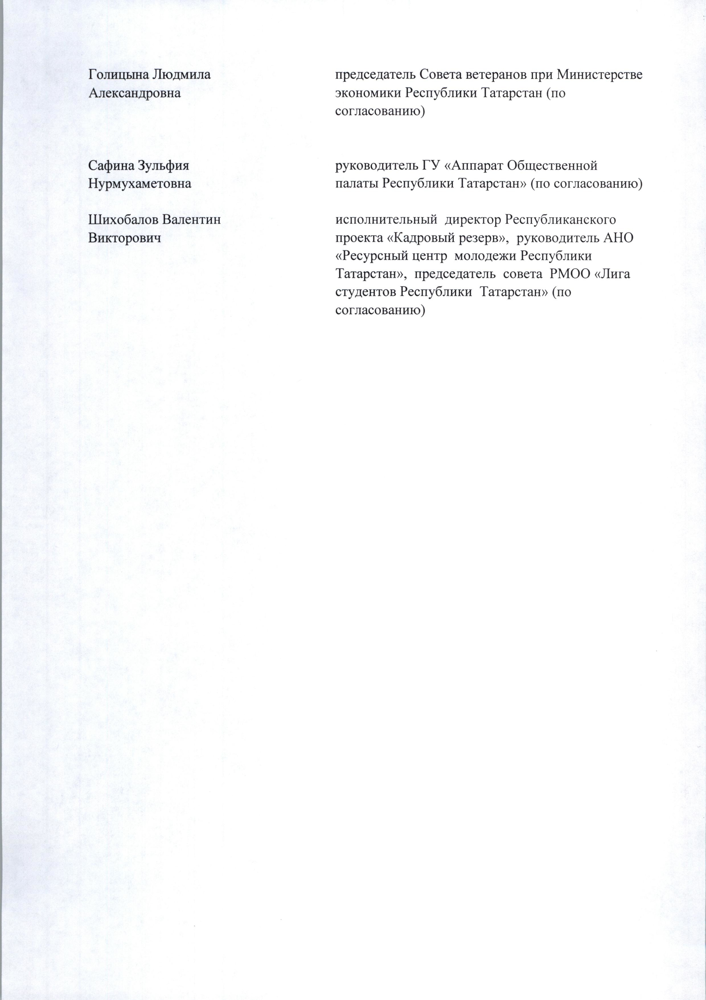 Голицына Людмила
Александровна
председатель Совета ветеранов при Министерстве
экономики Республики Татарстан (по
согласованию)
Сафина Зульфия
Нурмухаметовна
руководитель ГУ «Аппарат Общественной
палаты Республики Татарстан» (по согласованию)
Шихобалов Валентин
Викторович
исполнительный директор Республиканского
проекта «Кадровый резерв», руководитель АНО
«Ресурсный центр молодежи Республики
Татарстан», председатель совета РМОО «Лига
студентов Республики Татарстан» (по
согласованию)